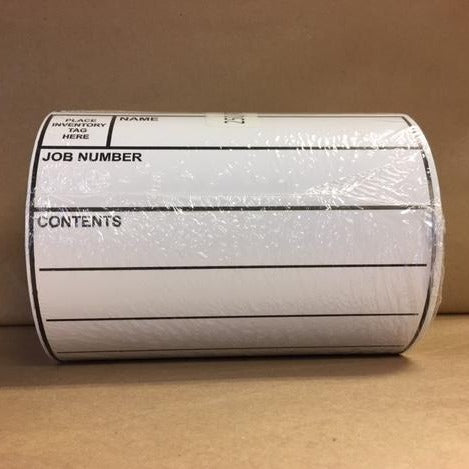 PLACE
INVENTORY
TAG
HERE
NAME
JOB NUMBER
CONTENTS